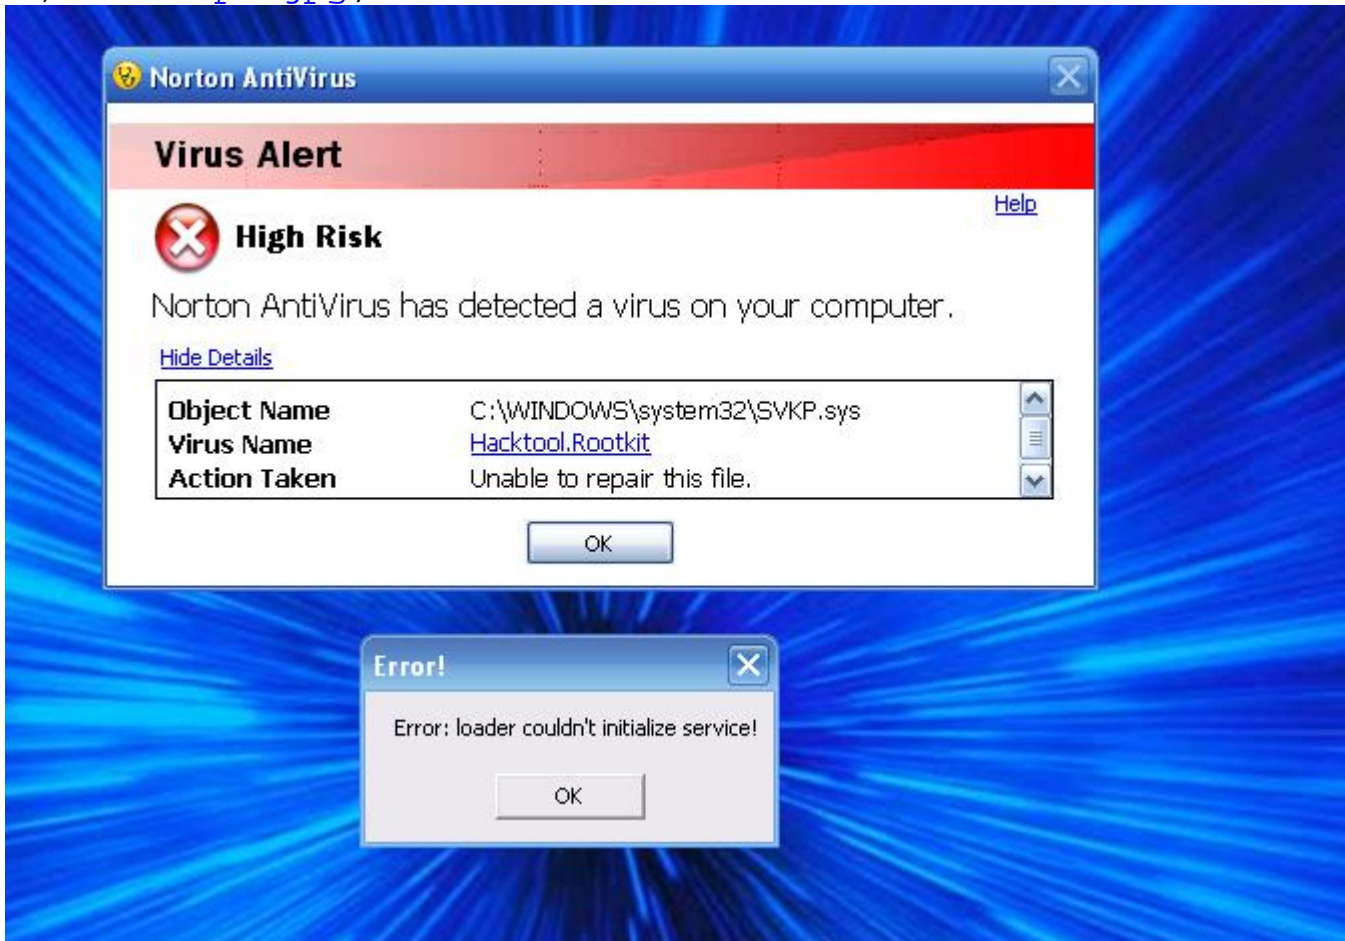 Norton AntiVirus
Virus Alert
Help
High Risk
Norton AntiVirus has detected a virus on your computer.
Hide Details
Object Name C:\WINDOWS\system32\SVKP.sys
Virus Name Hacktool.Rootkit
Action Taken Unable to repair this file.
OK
Error!
Error: loader couldn't initialize service!
OK